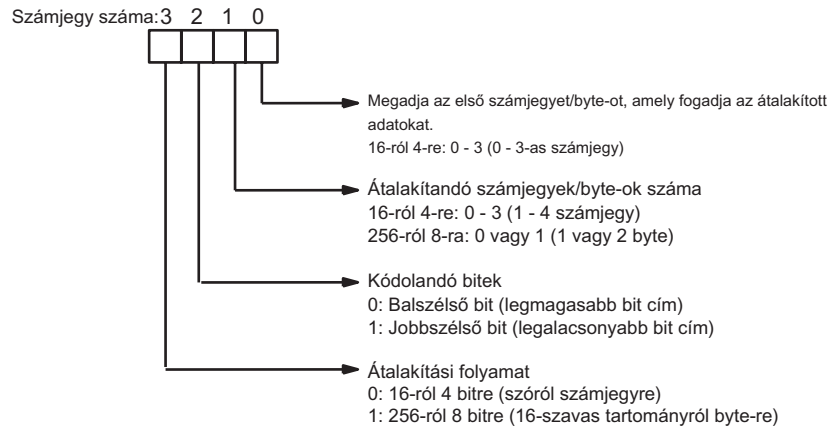 Számjegy száma: 3 2 1 0
Megadja az első számjegyet/byte-ot, amely fogadja az átalakított
adatokat.
16-ról 4-re: 0 - 3 (0 - 3-as számjegy)
Átalakítandó számjegyek/byte-ok száma
16-ról 4-re: 0 - 3 (1 - 4 számjegy)
256-ról 8-ra: 0 vagy 1 (1 vagy 2 byte)
Kódolandó bitek
0: Balszélső bit (legmagasabb bit cím)
1: Jobbszélső bit (legalacsonyabb bit cím)
Átalakítási folyamat
0: 16-ról 4 bitre (szóról számjegyre)
1: 256-ról 8 bitre (16-szavas tartományról byte-re)